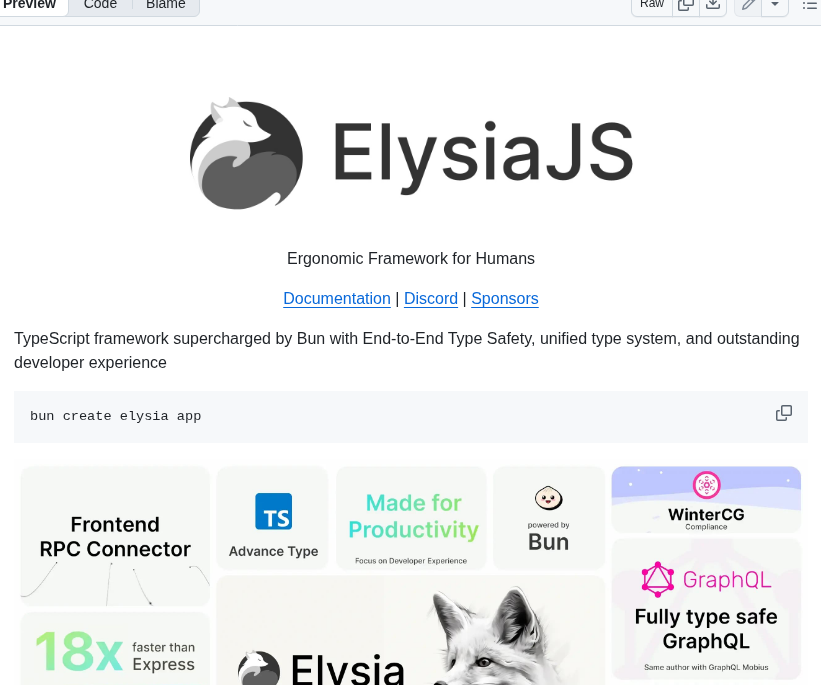 Preview Code Blame Raw
ElysiaJS
Ergonomic Framework for Humans
Documentation | Discord | Sponsors
TypeScript framework supercharged by Bun with End-to-End Type Safety, unified type system, and outstanding
developer experience
bun create elysia app
Frontend
RPC Connector
TS
Advance Type
Made for
Productivity
Focus on Developer Experience
powered by
Bun
WinterCG
Compliance
GraphQL
Fully type safe
GraphQL
Same author with GraphQL Mobius
18x faster than
Express
Elysia